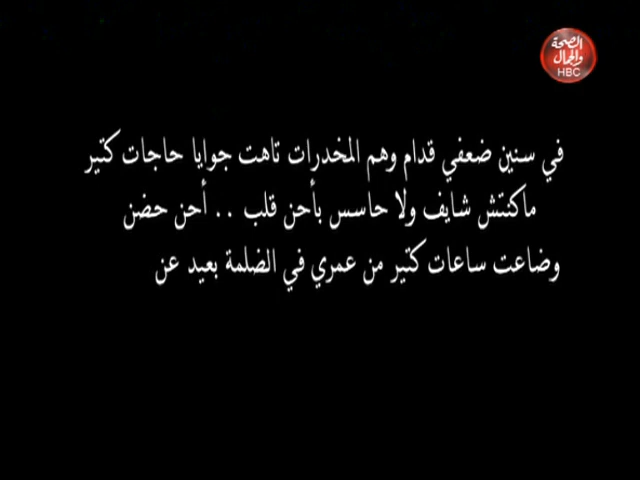 الصحة
والجمال
HBC
في سنين ضعفي قدام وهم المخدرات تاهت جوايا حاجات كتير
ماكنتش شايف ولا حاسس بأحن قلب .. أحن حضن
وضاعت ساعات كتير من عمري في الضلمة بعيد عن